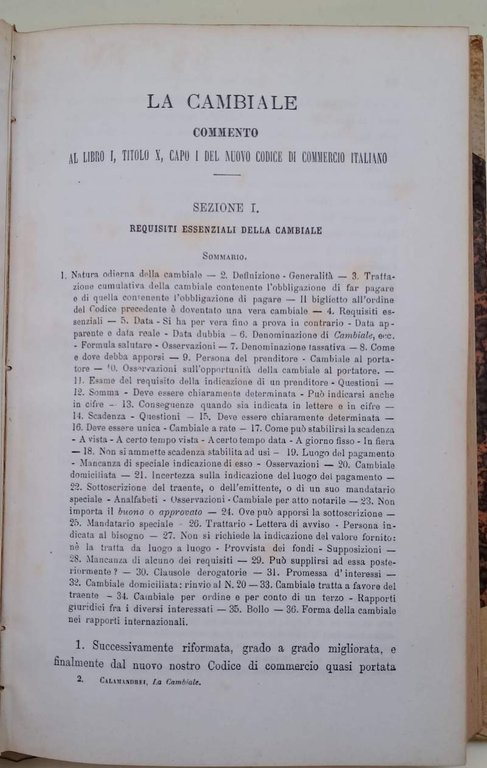 LA CAMBIALE
COMMENTO
AL LIBRO I, TITOLO X, CAPO I DEL NUOVO CODICE DI COMMERCIO ITALIANO
SEZIONE I.
REQUISITI ESSENZIALI DELLA CAMBIALE
SOMMARIO.
1. Natura odierna della cambiale — 2. Definizione - Generalità — 3. Tratta-
zione cumulativa della cambiale contenente l'obbligazione di far pagare
e di quella contenente l'obbligazione di pagare — Il biglietto all'ordine
del Codice precedente è doventato una vera cambiale — 4. Requisiti es-
senziali — 5. Data - Si ha per vera fino a prova in contrario - Data ap-
parente e data reale - Data dubbia — 6. Denominazione di Cambiale, ecc.
- Formula salutare - Osservazioni — 7. Denominazione tassativa — 8. Come
e dove debba apporsi — 9. Persona del prenditore - Cambiale al porta-
tore — 10. Osservazioni sull'opportunità della cambiale al portatore. —
11. Esame del requisito della indicazione di un prenditore - Questioni —
12. Somma - Deve essere chiaramente determinata - Può indicarsi anche
in cifre - 13. Conseguenze quando sia indicata in lettere e in cifre —
14. Scadenza - Questioni - 15. Deve essere chiaramente determinata —
16. Deve essere unica - Cambiale a rate — 17. Come può stabilirsi la scadenza
- A vista - A certo tempo vista - A certo tempo data - A giorno fisso - In fiera
— 18. Non si ammette scadenza stabilita ad usi - 19. Luogo del pagamento
- Mancanza di speciale indicazione di esso - Osservazioni — 20. Cambiale
domiciliata — 21. Incertezza sulla indicazione del luogo del pagamento —
22. Sottoscrizione del traente, o dell'emittente, o di un suo mandatario
speciale - Analfabeti - Osservazioni - Cambiale per atto notarile — 23. Non
importa il buono o approvato — 24. Ove può apporsi la sottoscrizione —
25. Mandatario speciale - 26. Trattario - Lettera di avviso - Persona in-
dicata al bisogno — 27. Non si richiede la indicazione del valore fornito:
nè la tratta da luogo a luogo - Provvista dei fondi - Supposizioni —
28. Mancanza di alcuno dei requisiti — 29. Può supplirsi ad essa poste-
riormente? — 30. Clausole derogatorie — 31. Promessa d'interessi —
32. Cambiale domiciliata: rinvio al N. 20 — 33. Cambiale tratta a favore del
traente - 34. Cambiale per ordine e per conto di un terzo - Rapporti
giuridici fra i diversi interessati — 35. Bollo — 36. Forma della cambiale
nei rapporti internazionali.
1. Successivamente riformata, grado a grado migliorata, e
finalmente dal nuovo nostro Codice di commercio quasi portata
2. CALAMANDREI, La Cambiale.